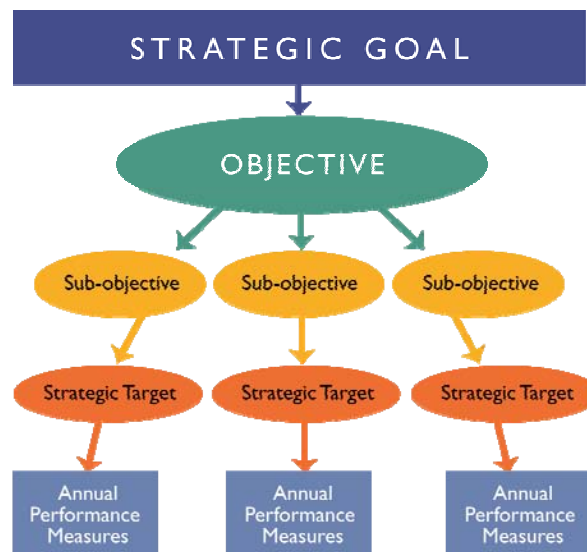 STRATEGIC GOAL
OBJECTIVE
Sub-objective
Sub-objective
Sub-objective
Strategic Target
Strategic Target
Strategic Target
Annual
Performance
Measures
Annual
Performance
Measures
Annual
Performance
Measures